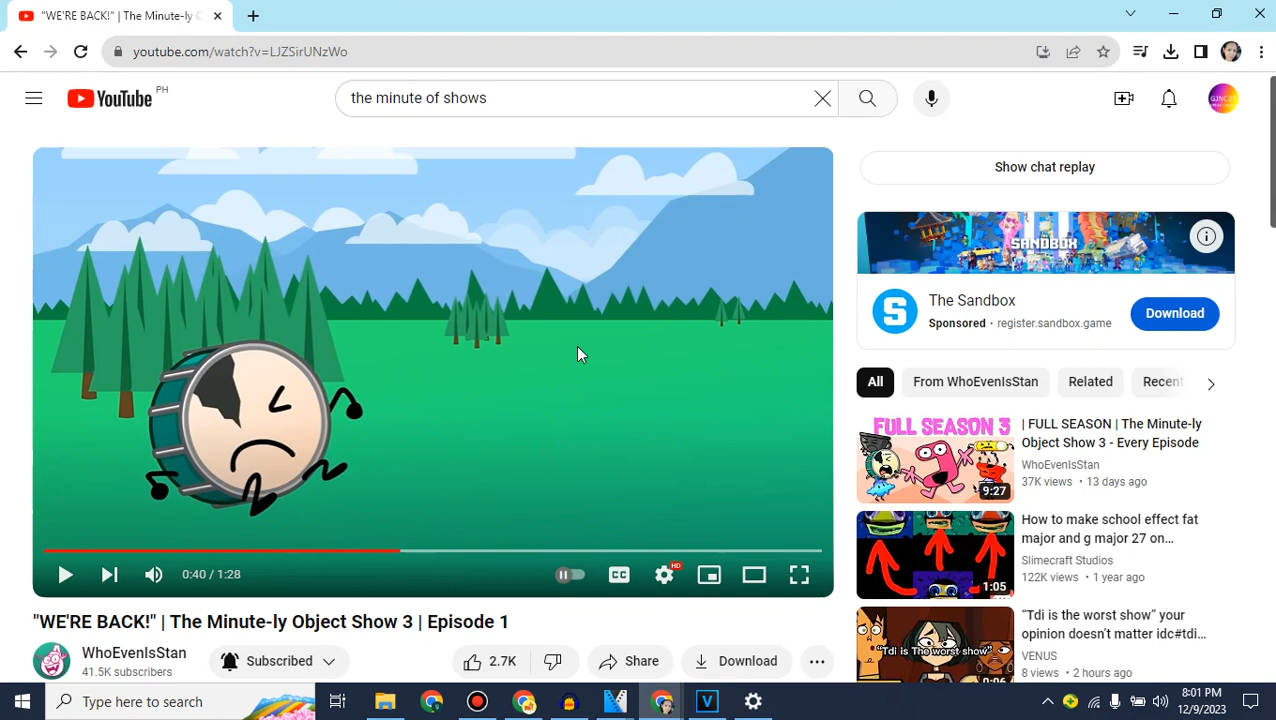 "WE'RE BACK!" | The Minute-ly O
youtube.com/watch?v=LJZSirUNzWo
YouTube PH
the minute of shows
GJNCZT
Show chat replay
SANDBOX
The Sandbox
Sponsored · register.sandbox.game
Download
All
From WhoEvenIsStan
Related
Recent
FULL SEASON 3
9:27
| FULL SEASON | The Minute-ly
Object Show 3 - Every Episode
WhoEvenIsStan
37K views · 13 days ago
1:05
How to make school effect fat
major and g major 27 on...
Slimecraft Studios
122K views · 1 year ago
"Tdi is The worst show"
0:06
"Tdi is the worst show" your
opinion doesn't matter idc#tdi...
VENUS
8 views · 2 hours ago
0:40 / 1:28
CC
HD
"WE'RE BACK!" | The Minute-ly Object Show 3 | Episode 1
WhoEvenIsStan
41.5K subscribers
Subscribed
2.7K
Share
Download
Type here to search
8:01 PM
12/9/2023